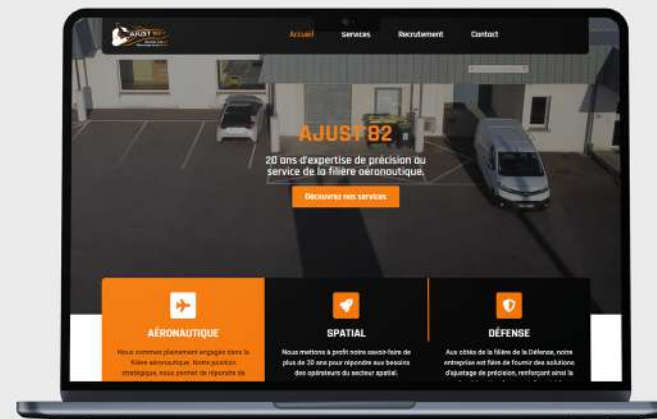 AJUST 82
Accueil Services Recrutement Contact
AJUST'82
20 ans d'expertise de précision au
service de la filière aéronautique.
Découvrez nos services
AÉRONAUTIQUE
Nous sommes pleinement engagés dans la
filière aéronautique. Notre position
stratégique, nous permet de répondre de
SPATIAL
Nous mettons à profit notre savoir-faire de
plus de 20 ans pour répondre aux besoins
des opérateurs du secteur spatial.
DÉFENSE
Aux côtés de la filière de la Défense, notre
entreprise est fière de fournir des solutions
d'ajustage de précision, renforçant ainsi la